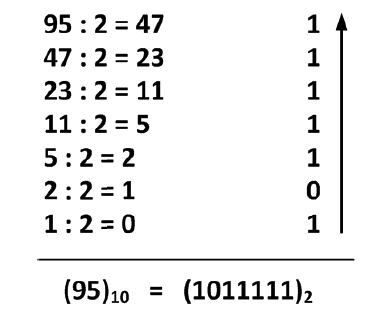 95 : 2 = 47 1
47 : 2 = 23 1
23 : 2 = 11 1
11 : 2 = 5 1
5 : 2 = 2 1
2 : 2 = 1 0
1 : 2 = 0 1
(95)₁₀ = (1011111)₂